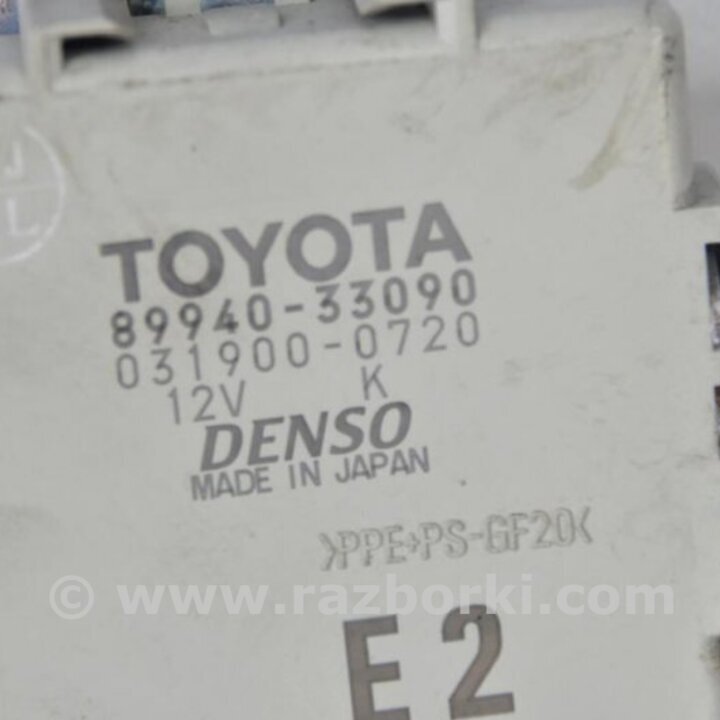 J
L
TOYOTA
89940-33090
031900-0720
12V K
DENSO
MADE IN JAPAN
>PPE+PS-GF20<
© www.razborki.com
E2